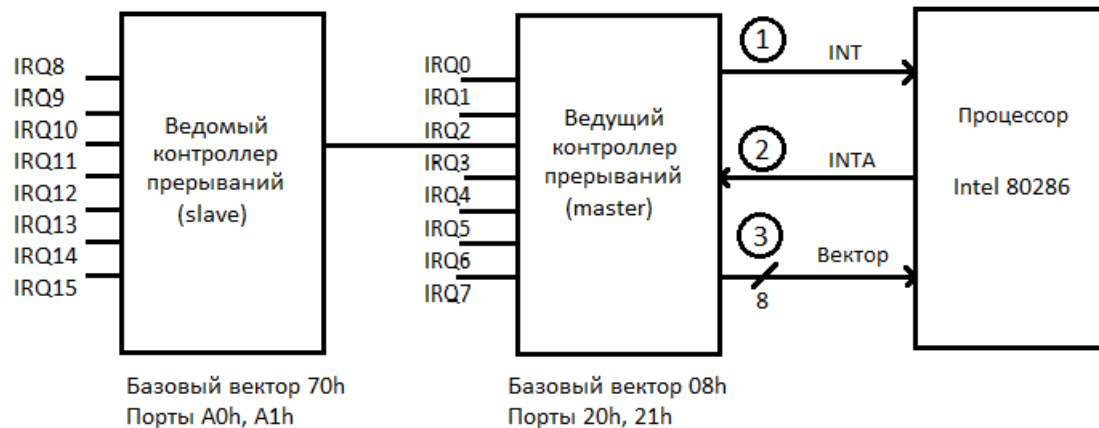 IRQ8
IRQ9
IRQ10
IRQ11
IRQ12
IRQ13
IRQ14
IRQ15
Ведомый
контроллер
прерываний
(slave)
Базовый вектор 70h
Порты A0h, A1h
IRQ0
IRQ1
IRQ2
IRQ3
IRQ4
IRQ5
IRQ6
IRQ7
Ведущий
контроллер
прерываний
(master)
Базовый вектор 08h
Порты 20h, 21h
1
INT
2
INTA
3
Вектор
8
Процессор
Intel 80286